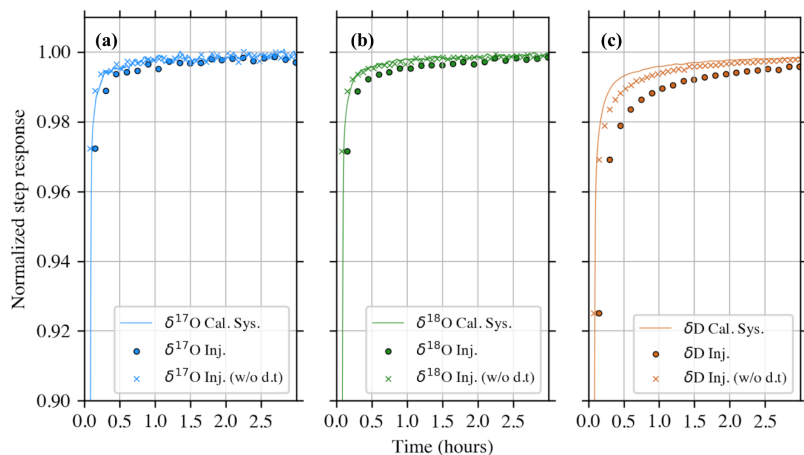 (a) (b) (c)
Normalized step response
1.00
0.98
0.96
0.94
0.92
0.90
δ¹⁷O Cal. Sys.
δ¹⁷O Inj.
δ¹⁷O Inj. (w/o d.t)
δ¹⁸O Cal. Sys.
δ¹⁸O Inj.
δ¹⁸O Inj. (w/o d.t)
δD Cal. Sys.
δD Inj.
δD Inj. (w/o d.t)
0.0 0.5 1.0 1.5 2.0 2.5
0.0 0.5 1.0 1.5 2.0 2.5
0.0 0.5 1.0 1.5 2.0 2.5
Time (hours)